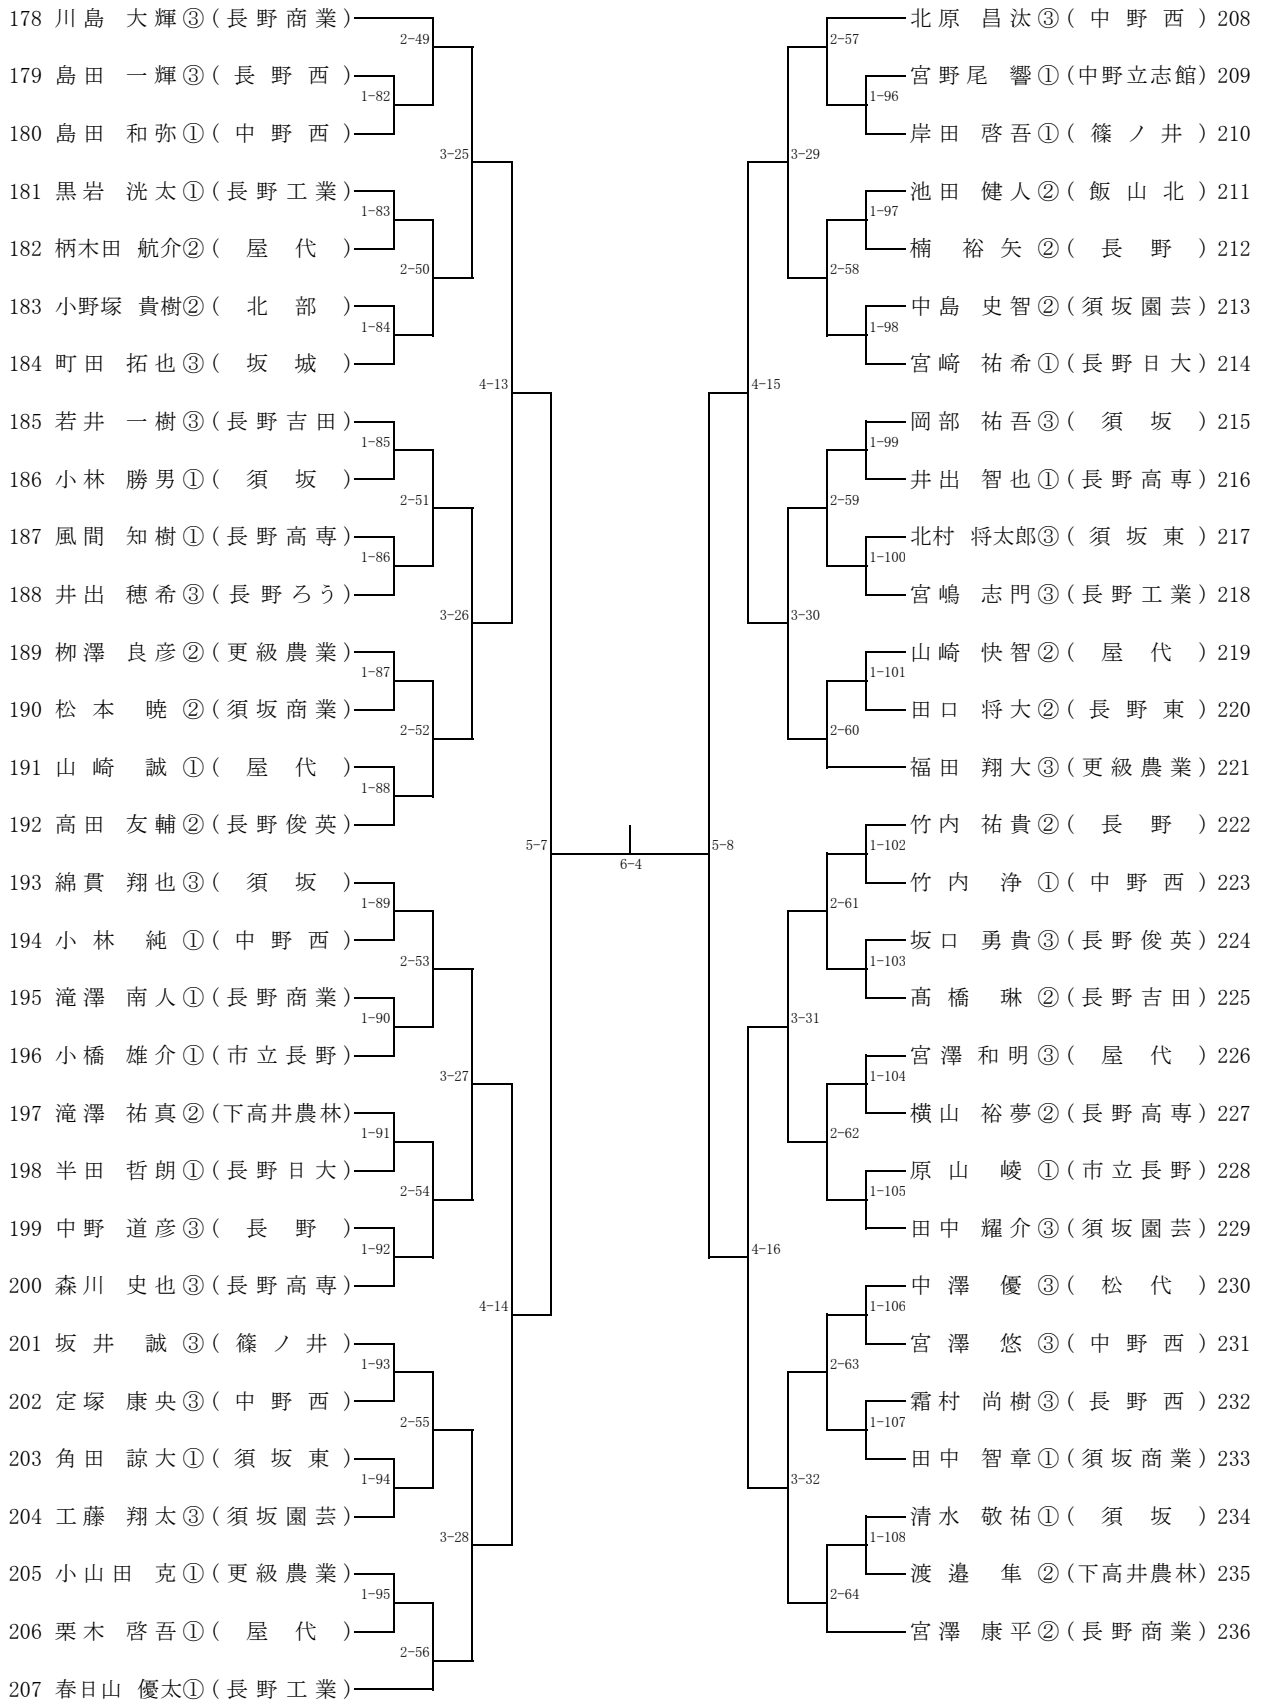 178 川島 大輝③(長野商業)
2-49
179 島田 一輝③(長野西)
1-82
180 島田 和弥①(中野西)
3-25
181 黒岩 洸太①(長野工業)
1-83
182 柄木田 航介②(屋代)
2-50
183 小野塚 貴樹②(北部)
1-84
184 町田 拓也③(坂城)
4-13
185 若井 一樹③(長野吉田)
1-85
186 小林 勝男①(須坂)
2-51
187 風間 知樹①(長野高専)
1-86
188 井出 穂希③(長野ろう)
3-26
189 栁澤 良彦②(更級農業)
1-87
190 松本 暁②(須坂商業)
2-52
191 山崎 誠①(屋代)
1-88
192 高田 友輔②(長野俊英)
5-7
193 綿貫 翔也③(須坂)
1-89
194 小林 純①(中野西)
2-53
195 滝澤 南人①(長野商業)
1-90
196 小橋 雄介①(市立長野)
3-27
197 滝澤 祐真②(下高井農林)
1-91
198 半田 哲朗①(長野日大)
2-54
199 中野 道彦③(長野)
1-92
200 森川 史也③(長野高専)
4-14
201 坂井 誠③(篠ノ井)
1-93
202 定塚 康央③(中野西)
2-55
203 角田 諒大①(須坂東)
1-94
204 工藤 翔太③(須坂園芸)
3-28
205 小山田 克①(更級農業)
1-95
206 栗木 啓吾①(屋代)
2-56
207 春日山 優太①(長野工業)
6-4
北原 昌汰③(中野西) 208
2-57
宮野尾 響①(中野立志館) 209
1-96
岸田 啓吾①(篠ノ井) 210
3-29
池田 健人②(飯山北) 211
1-97
楠 裕矢②(長野) 212
2-58
中島 史智②(須坂園芸) 213
1-98
宮﨑 祐希①(長野日大) 214
4-15
岡部 祐吾③(須坂) 215
1-99
井出 智也①(長野高専) 216
2-59
北村 将太郎③(須坂東) 217
1-100
宮嶋 志門③(長野工業) 218
3-30
山崎 快智②(屋代) 219
1-101
田口 将大②(長野東) 220
2-60
福田 翔大③(更級農業) 221
竹内 祐貴②(長野) 222
5-8
1-102
竹内 浄①(中野西) 223
2-61
坂口 勇貴③(長野俊英) 224
1-103
髙橋 琳②(長野吉田) 225
3-31
宮澤 和明③(屋代) 226
1-104
横山 裕夢②(長野高専) 227
2-62
原山 崚①(市立長野) 228
1-105
田中 耀介③(須坂園芸) 229
4-16
中澤 優③(松代) 230
1-106
宮澤 悠③(中野西) 231
2-63
霜村 尚樹③(長野西) 232
1-107
田中 智章①(須坂商業) 233
3-32
清水 敬祐①(須坂) 234
1-108
渡邉 隼②(下高井農林) 235
2-64
宮澤 康平②(長野商業) 236